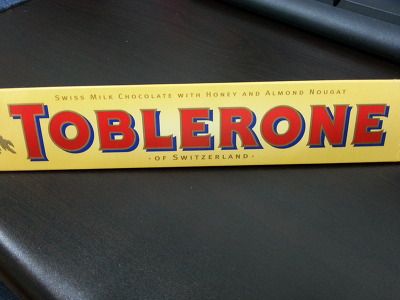 Swiss Milk Chocolate with Honey and Almond Nougat
TOBLERONE
· OF SWITZERLAND ·